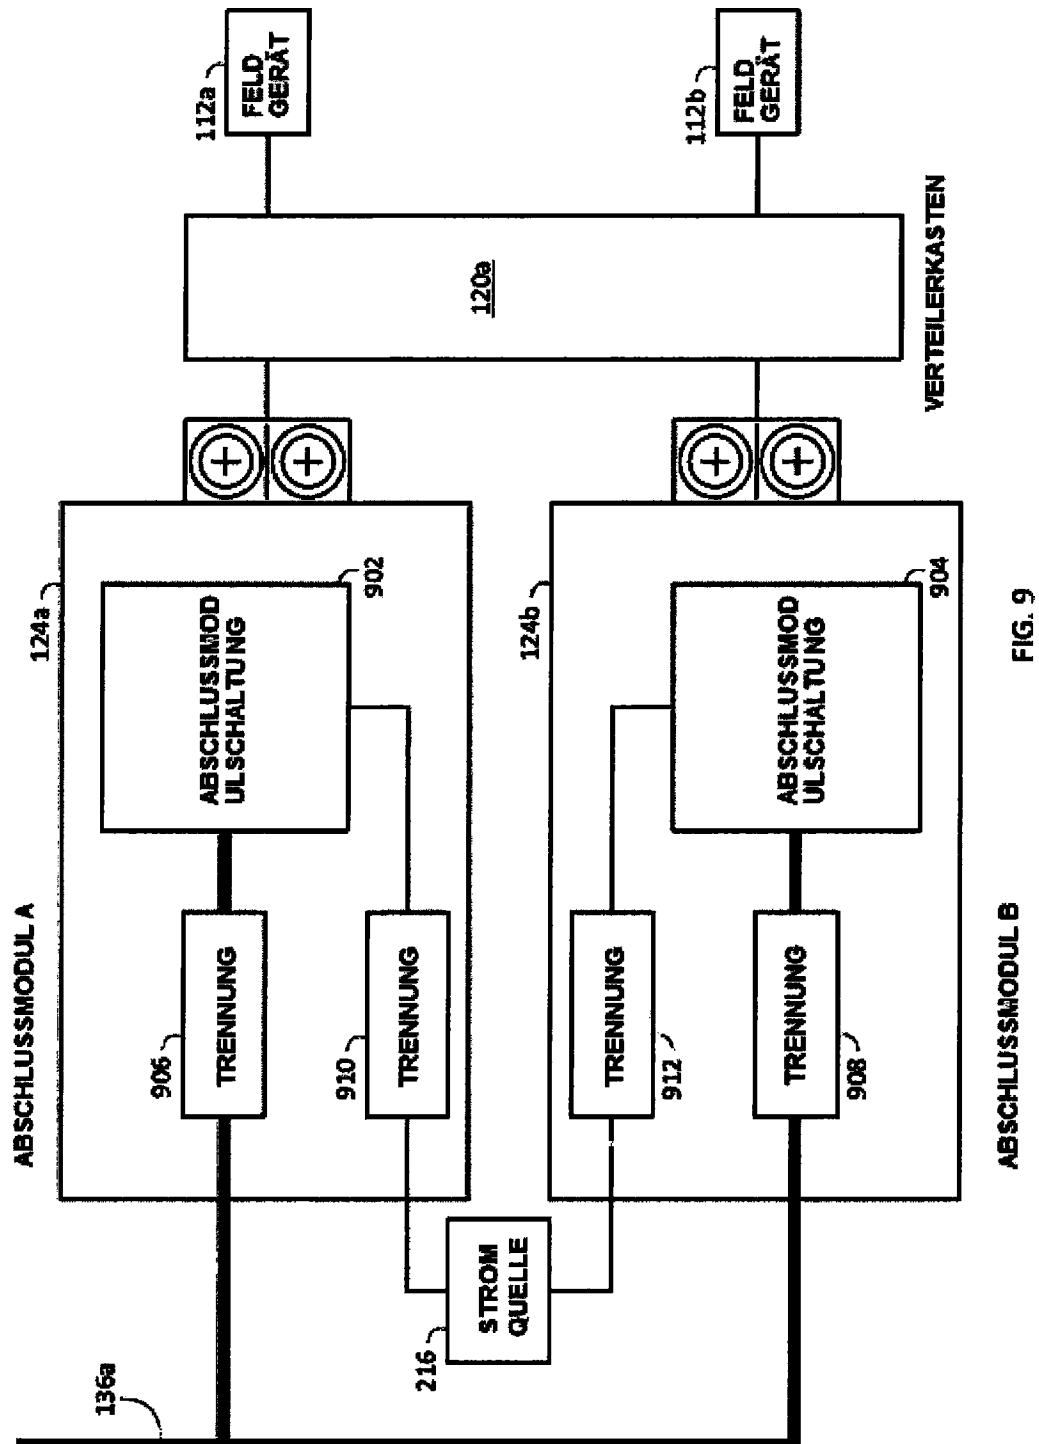 ABSCHLUSSMODUL A
124a
ABSCHLUSSMOD
ULSCHALTUNG
902
906
TRENNUNG
910
TRENNUNG
136a
216
STROM
QUELLE
112a
FELD
GERÄT
120a
VERTEILERKASTEN
112b
FELD
GERÄT
124b
TRENNUNG
912
TRENNUNG
908
ABSCHLUSSMOD
ULSCHALTUNG
904
ABSCHLUSSMODUL B
FIG. 9